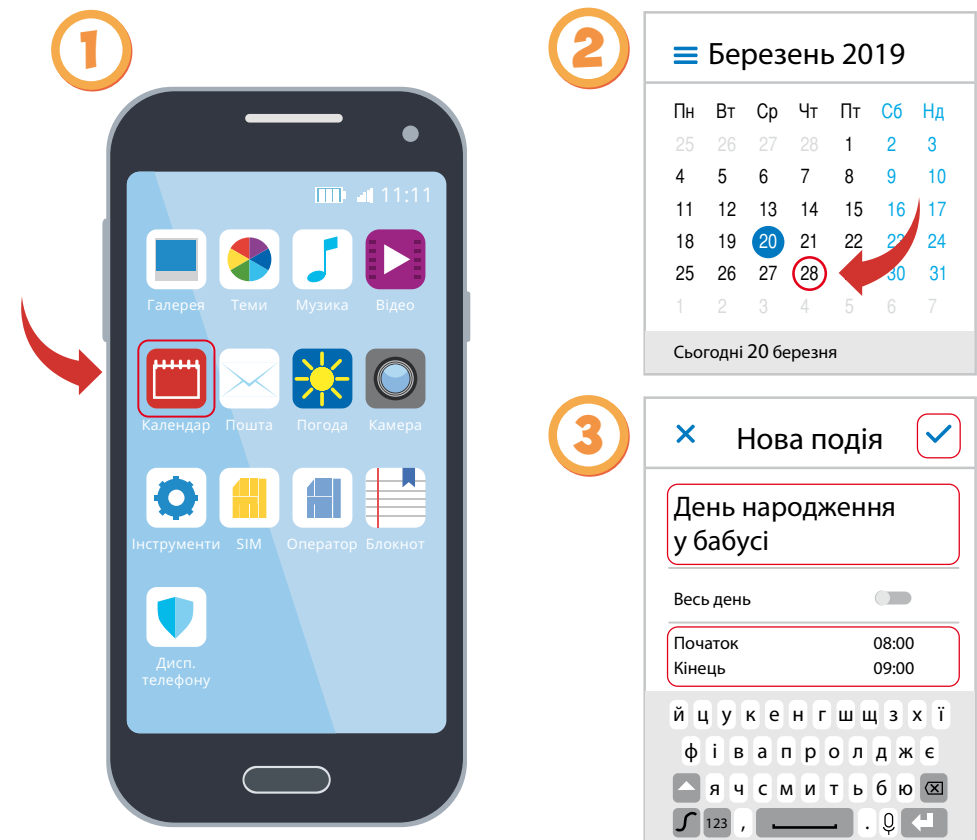 1
11:11
Галерея Теми Музика Відео
Календар Пошта Погода Камера
Інструменти SIM Оператор Блокнот
Дисп.
телефону
2
Березень 2019
Пн Вт Ср Чт Пт Сб Нд
25 26 27 28 1 2 3
4 5 6 7 8 9 10
11 12 13 14 15 16 17
18 19 20 21 22 23 24
25 26 27 28 30 31
1 2 3 4 5 6 7
Сьогодні 20 березня
3
Нова подія
День народження
у бабусі
Весь день
Початок 08:00
Кінець 09:00
й ц у к е н г ш щ з х ї
ф і в а п р о л д ж є
я ч с м и т ь б ю
123 , .